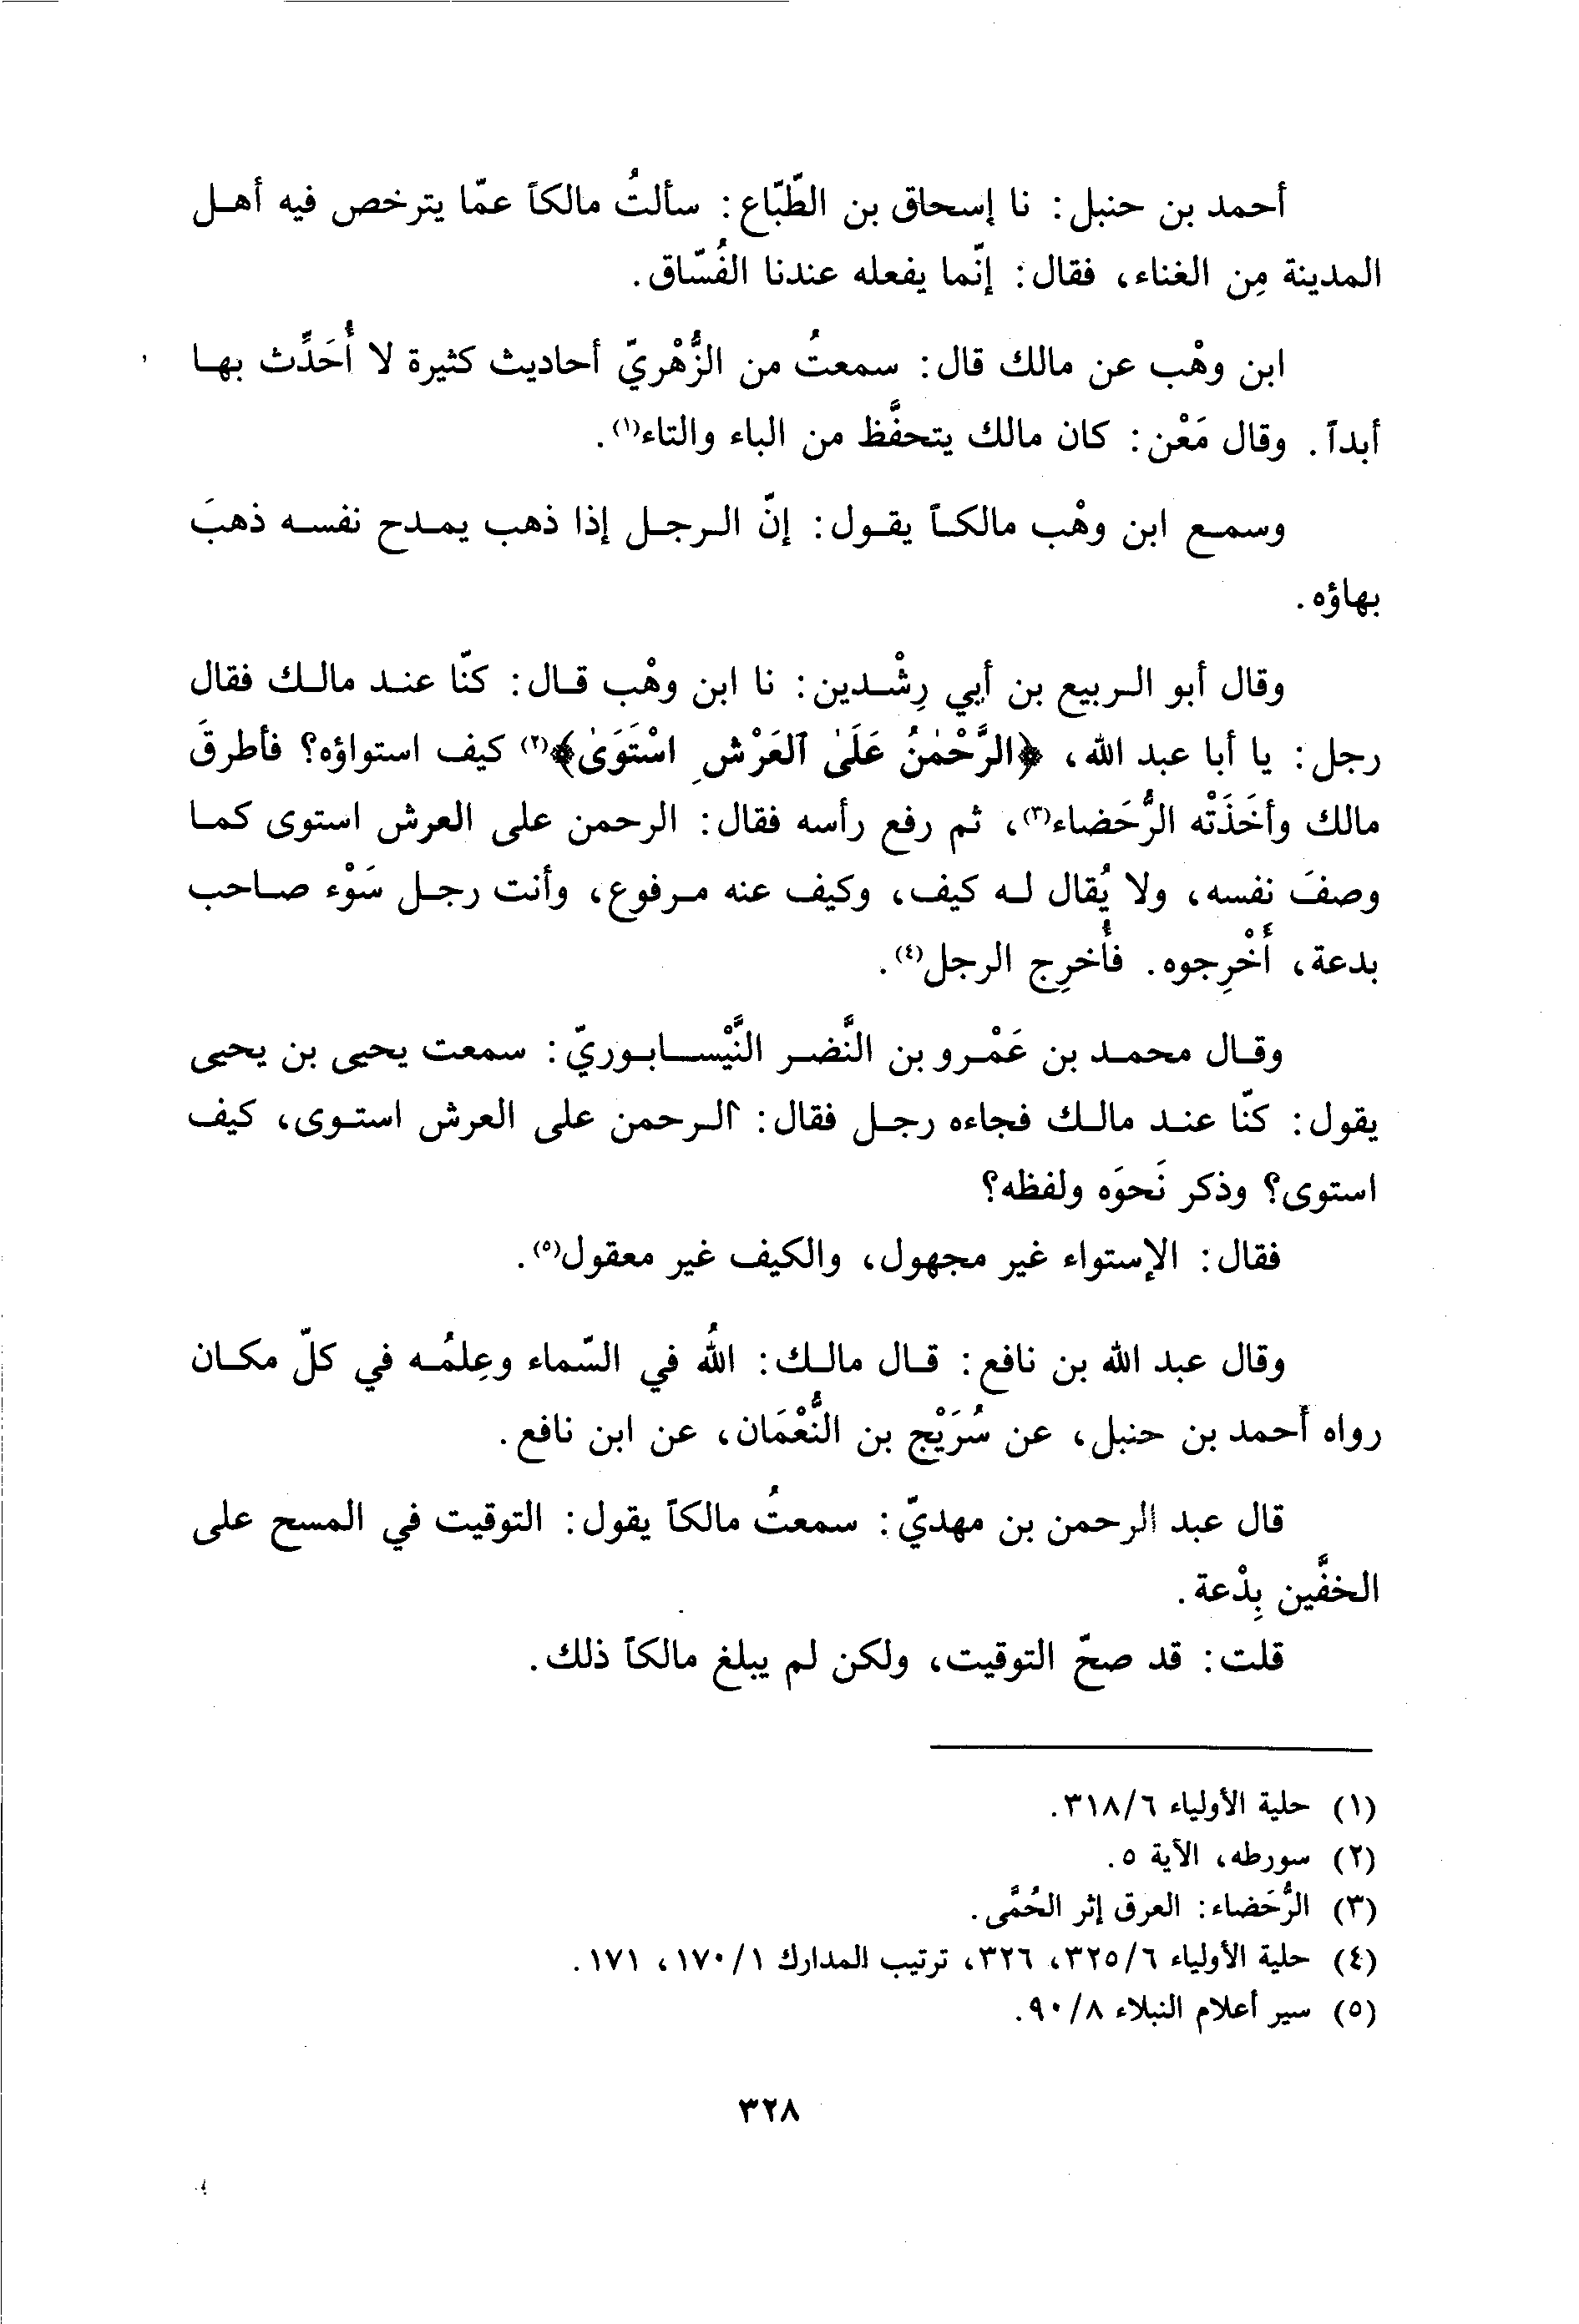 أحمد بن حنبل: نا إسحاق بن الطّبّاع: سألتُ مالكاً عمّا يترخص فيه أهل
المدينة مِن الغناء، فقال: إنّما يفعله عندنا الفُسّاق.
ابن وهْب عن مالك قال: سمعتُ من الزُّهْريّ أحاديث كثيرة لا أُحَدِّث بها
أبداً. وقال مَعْن: كان مالك يتحفَّظ من الباء والتاء(١).
وسمع ابن وهْب مالكاً يقول: إنّ الرجل إذا ذهب يمدح نفسه ذهبَ
بهاؤه.
وقال أبو الربيع بن أبي رِشْدين: نا ابن وهْب قال: كنّا عند مالك فقال
رجل: يا أبا عبد الله، ﴿الرَّحْمٰنُ عَلَىٰ ٱلعَرْشِ اسْتَوَىٰ﴾(٢) كيف استواؤه؟ فأطرقَ
مالك وأخَذَتْه الرُّحَضاء(٣)، ثم رفع رأسه فقال: الرحمن على العرش استوى كما
وصفَ نفسه، ولا يُقال له كيف، وكيف عنه مرفوع، وأنت رجل سَوْء صاحب
بدعة، أَخْرِجوه. فأُخرِج الرجل(٤).
وقال محمد بن عَمْرو بن النَّضر النَّيْسابوريّ: سمعت يحيى بن يحيى
يقول: كنّا عند مالك فجاءه رجل فقال: الرحمن على العرش استوى، كيف
استوى؟ وذكر نَحوَه ولفظه؟
فقال: الإستواء غير مجهول، والكيف غير معقول(٥).
وقال عبد الله بن نافع: قال مالك: اللهُ في السّماء وعِلمُه في كلّ مكان
رواه أحمد بن حنبل، عن سُرَيْج بن النُّعْمَان، عن ابن نافع.
قال عبد الرحمن بن مهديّ: سمعتُ مالكاً يقول: التوقيت في المسح على
الخفَّين بِدْعة.
قلت: قد صحّ التوقيت، ولكن لم يبلغ مالكاً ذلك.
(١) حلية الأولياء ٦/٣١٨.
(٢) سورطه، الآية ٥.
(٣) الرُّحَضاء: العرق إثر الحُمَّى.
(٤) حلية الأولياء ٦/٣٢٥، ٣٢٦، ترتيب المدارك ١/١٧٠، ١٧١.
(٥) سير أعلام النبلاء ٨/٩٠.
٣٢٨